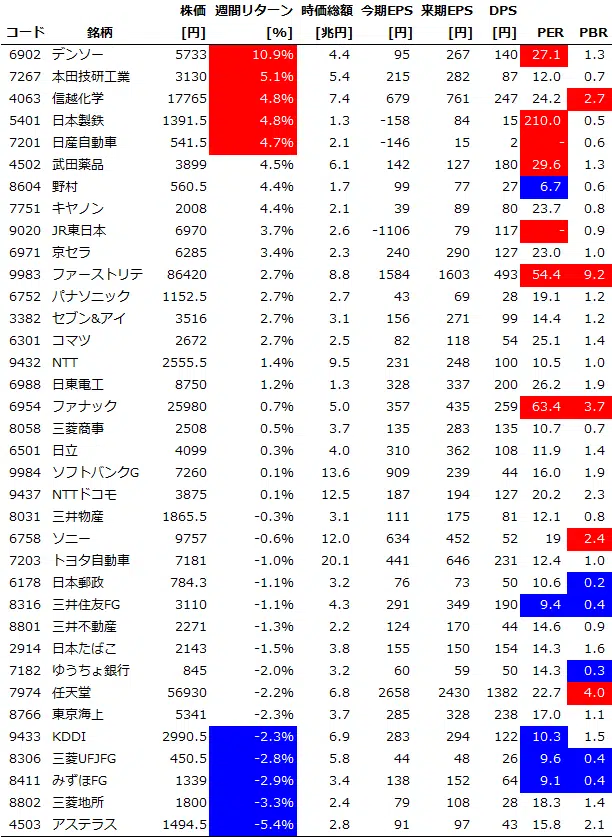 株価 週間リターン 時価総額 今期EPS 来期EPS DPS
コード 銘柄 [円] [%] [兆円] [円] [円] [円] PER PBR
6902 デンソー 5733 10.9% 4.4 95 267 140 27.1 1.3
7267 本田技研工業 3130 5.1% 5.4 215 282 87 12.0 0.7
4063 信越化学 17765 4.8% 7.4 679 761 247 24.2 2.7
5401 日本製鉄 1391.5 4.8% 1.3 -158 84 15 210.0 0.5
7201 日産自動車 541.5 4.7% 2.1 -146 15 2 - 0.6
4502 武田薬品 3899 4.5% 6.1 142 127 180 29.6 1.3
8604 野村 560.5 4.4% 1.7 99 77 27 6.7 0.6
7751 キヤノン 2008 4.4% 2.1 39 89 80 23.7 0.8
9020 JR東日本 6970 3.7% 2.6 -1106 79 117 - 0.9
6971 京セラ 6285 3.4% 2.3 240 290 127 23.0 1.0
9983 ファーストリテ 86420 2.7% 8.8 1584 1603 493 54.4 9.2
6752 パナソニック 1152.5 2.7% 2.7 43 69 28 19.1 1.2
3382 セブン&アイ 3516 2.7% 3.1 156 271 99 14.4 1.2
6301 コマツ 2672 2.7% 2.5 82 118 54 25.1 1.4
9432 NTT 2555.5 1.4% 9.5 231 248 100 10.5 1.0
6988 日東電工 8750 1.2% 1.3 328 337 200 26.2 1.9
6954 ファナック 25980 0.7% 5.0 357 435 259 63.4 3.7
8058 三菱商事 2508 0.5% 3.7 135 283 135 10.7 0.7
6501 日立 4099 0.3% 4.0 310 362 108 11.9 1.4
9984 ソフトバンクG 7260 0.1% 13.6 909 239 44 16.0 1.9
9437 NTTドコモ 3875 0.1% 12.5 187 194 127 20.2 2.3
8031 三井物産 1865.5 -0.3% 3.1 111 175 81 12.1 0.8
6758 ソニー 9757 -0.6% 12.0 634 452 52 19 2.4
7203 トヨタ自動車 7181 -1.0% 20.1 441 646 231 12.4 1.0
6178 日本郵政 784.3 -1.1% 3.2 76 73 50 10.6 0.2
8316 三井住友FG 3110 -1.1% 4.3 291 349 190 9.4 0.4
8801 三井不動産 2271 -1.3% 2.2 124 170 44 14.6 0.9
2914 日本たばこ 2143 -1.5% 3.8 155 150 154 14.3 1.6
7182 ゆうちょ銀行 845 -2.0% 3.2 60 59 50 14.3 0.3
7974 任天堂 56930 -2.2% 6.8 2658 2430 1382 22.7 4.0
8766 東京海上 5341 -2.3% 3.7 285 328 238 17.0 1.1
9433 KDDI 2990.5 -2.3% 6.9 283 294 122 10.3 1.5
8306 三菱UFJFG 450.5 -2.8% 5.8 44 48 26 9.6 0.4
8411 みずほFG 1339 -2.9% 3.4 138 152 64 9.1 0.4
8802 三菱地所 1800 -3.3% 2.4 79 108 28 18.3 1.4
4503 アステラス 1494.5 -5.4% 2.8 91 97 43 15.8 2.1